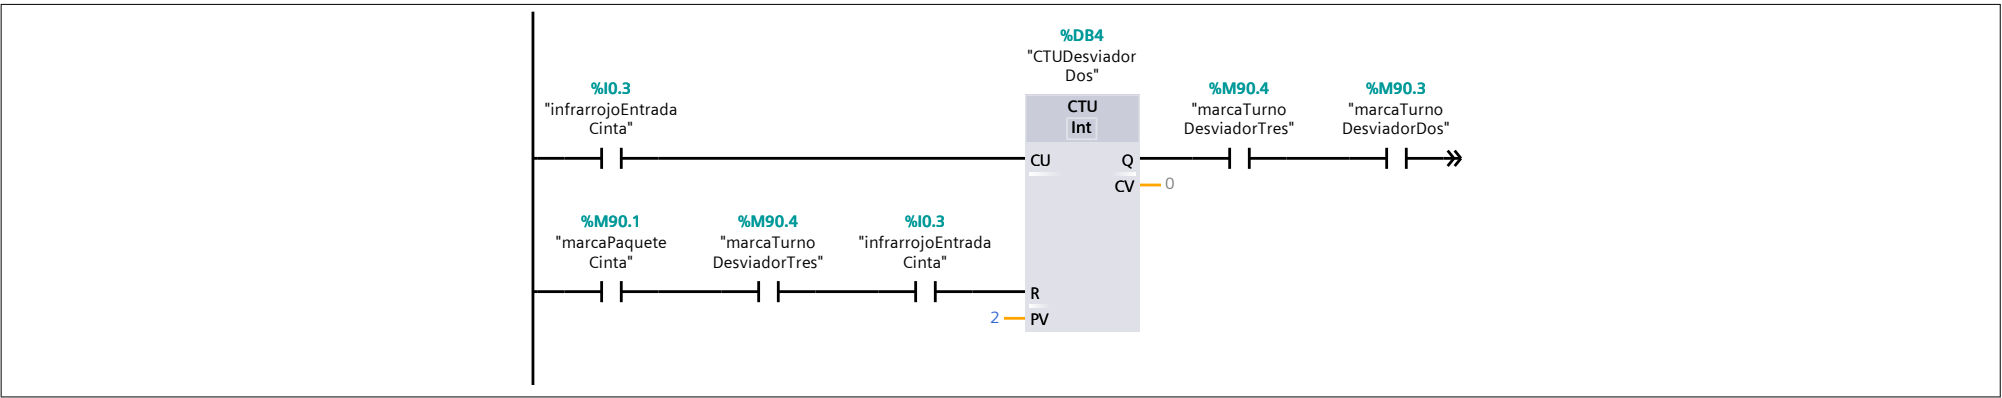 %DB4
"CTUDesviador
Dos"
%I0.3
"infrarrojoEntrada
Cinta"
CTU
Int
%M90.4
"marcaTurno
DesviadorTres"
%M90.3
"marcaTurno
DesviadorDos"
CU
Q
CV
0
%M90.1
"marcaPaquete
Cinta"
%M90.4
"marcaTurno
DesviadorTres"
%I0.3
"infrarrojoEntrada
Cinta"
R
2
PV